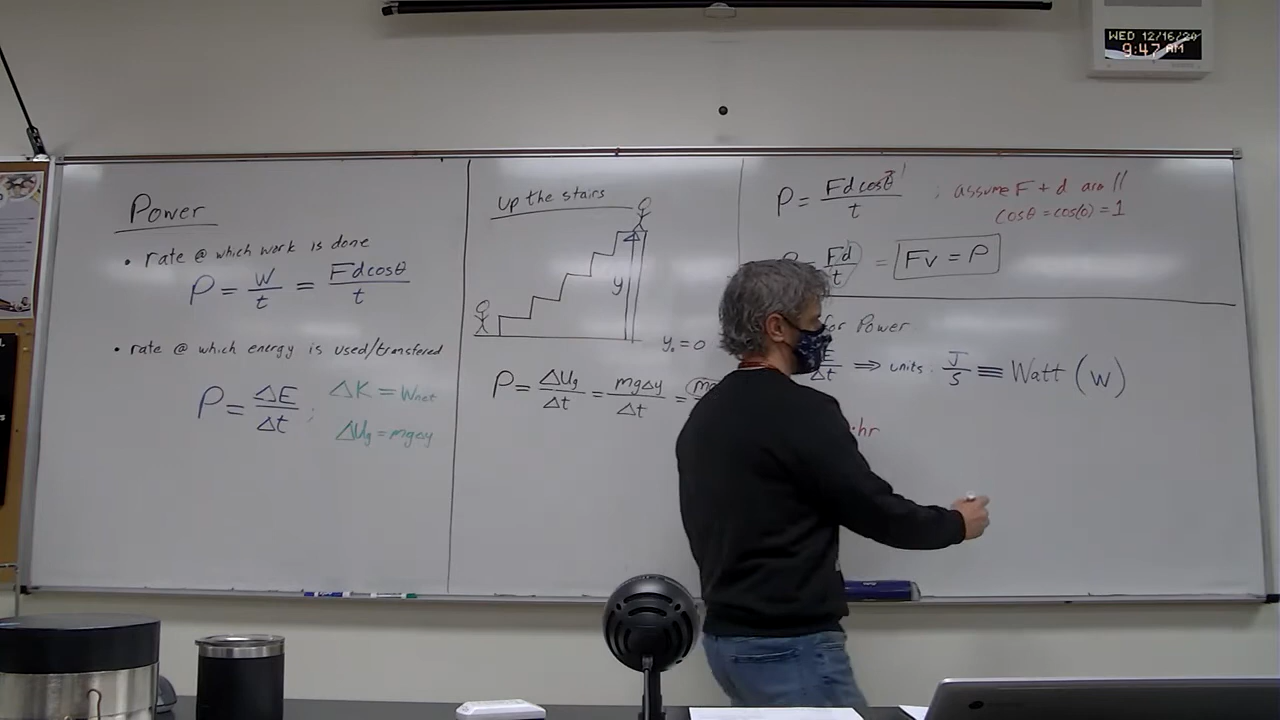 WED 12/16/20
9:47 AM
Power
• rate @ which work is done
P = W/t = Fdcosθ/t
• rate @ which energy is used/transfered
P = ΔE/Δt ; ΔK = Wnet
ΔUg = mgΔy
up the stairs
y
y₀ = 0
P = ΔUg/Δt = mgΔy/Δt =
P = Fdcosθ/t ; assume F + d are //
cosθ = cos(0) = 1
Fd/t = Fv = P
for Power
Δt ⇒ units: J/s ≡ Watt (W)
hr